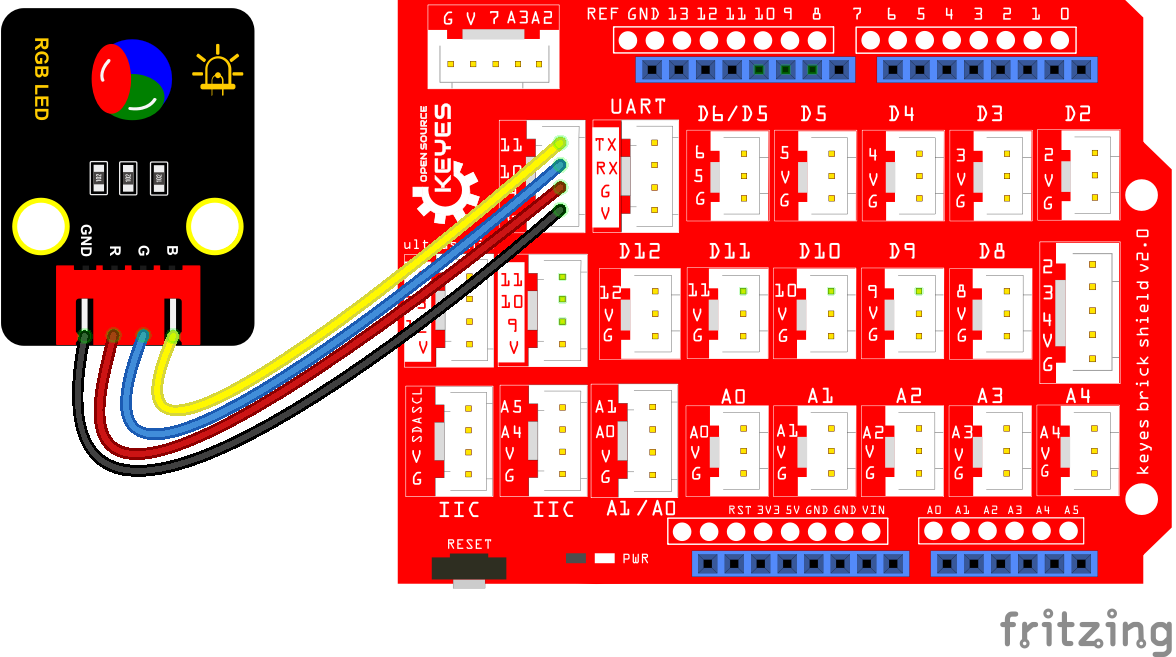 RGB LED
GND R G B
G V 7 A3 A2
REF GND 13 12 11 10 9 8
7 6 5 4 3 2 1 0
OPEN SOURCE
KEYES
11
10
UART
TX
RX
G
V
D6/D5
6
5
G
D5
5
V
G
D4
4
V
G
D3
3
V
G
D2
2
V
G
V
11
10
9
V
D12
12
V
G
D11
11
V
G
D10
10
V
G
D9
9
V
G
D8
8
V
G
2
3
4
V
G
keyes brick shield v2.0
SCL
SDA
V
G
IIC
A5
A4
V
G
IIC
A1
A0
V
G
A1/A0
A0
A0
V
G
A1
A1
V
G
A2
A2
V
G
A3
A3
V
G
A4
A4
V
G
RST 3V3 5V GND GND VIN
A0 A1 A2 A3 A4 A5
RESET
PWR
fritzing